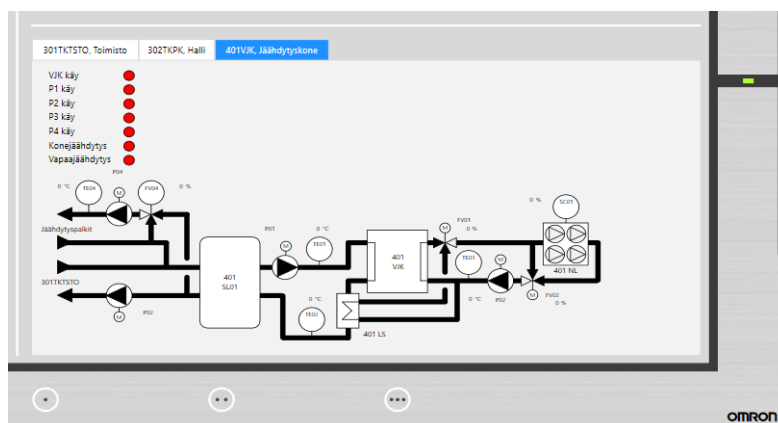 301TKTSTO, Toimisto 302TKPK, Halli 401VJK, Jäähdytyskone
VJK käy
P1 käy
P2 käy
P3 käy
P4 käy
Konejäähdytys
Vapaajäähdytys
P04
0 °C TE04 M FV04 0 %
0 % SC01
Jäähdytyspalkit
P01 0 °C
M FV01
0 %
M TE01
401
SL01
401
VJK
TE03 M
401 NL
301TKTSTO
0 °C
0 °C P02 M FV02
0 %
M P02
TE02
401 LS
OMRON